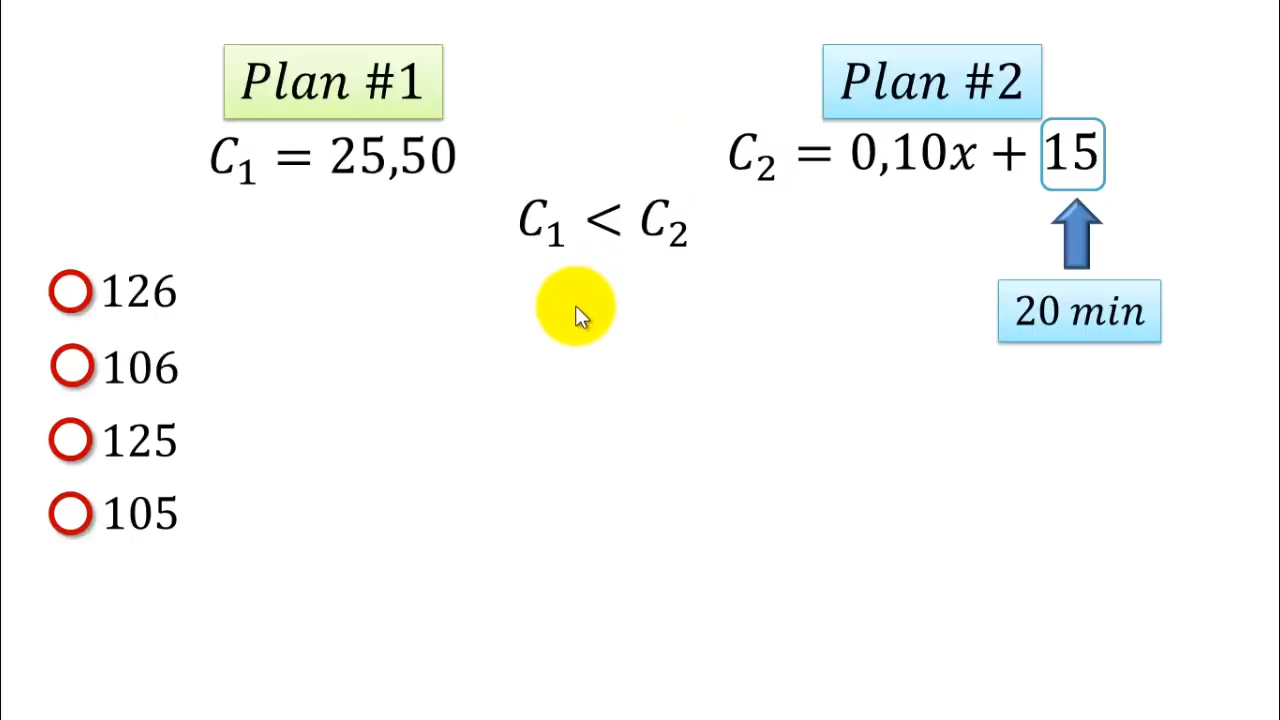 Plan #1
Plan #2
C₁ = 25,50
C₂ = 0,10x + 15
C₁ < C₂
20 min
126
106
125
105